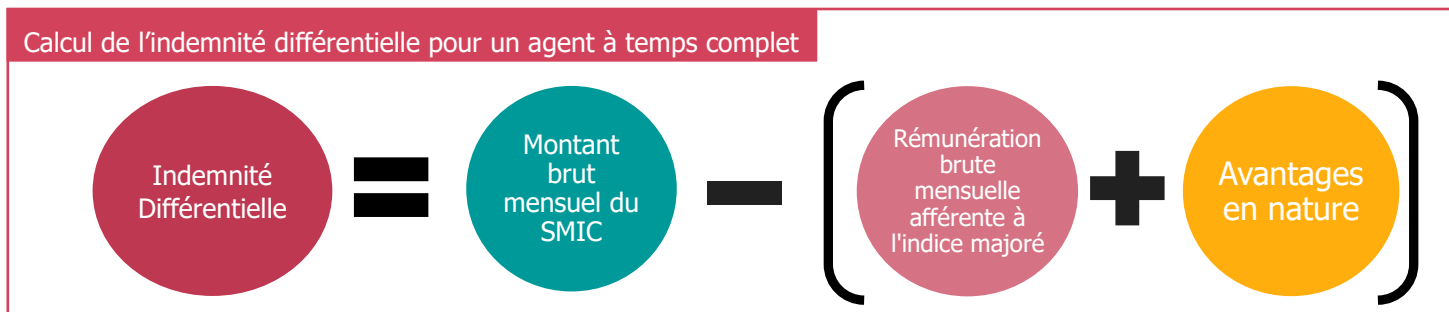 Calcul de l'indemnité différentielle pour un agent à temps complet
Indemnité
Différentielle
=
Montant
brut
mensuel du
SMIC
-
(
Rémunération
brute
mensuelle
afférente à
l'indice majoré
+
Avantages
en nature
)